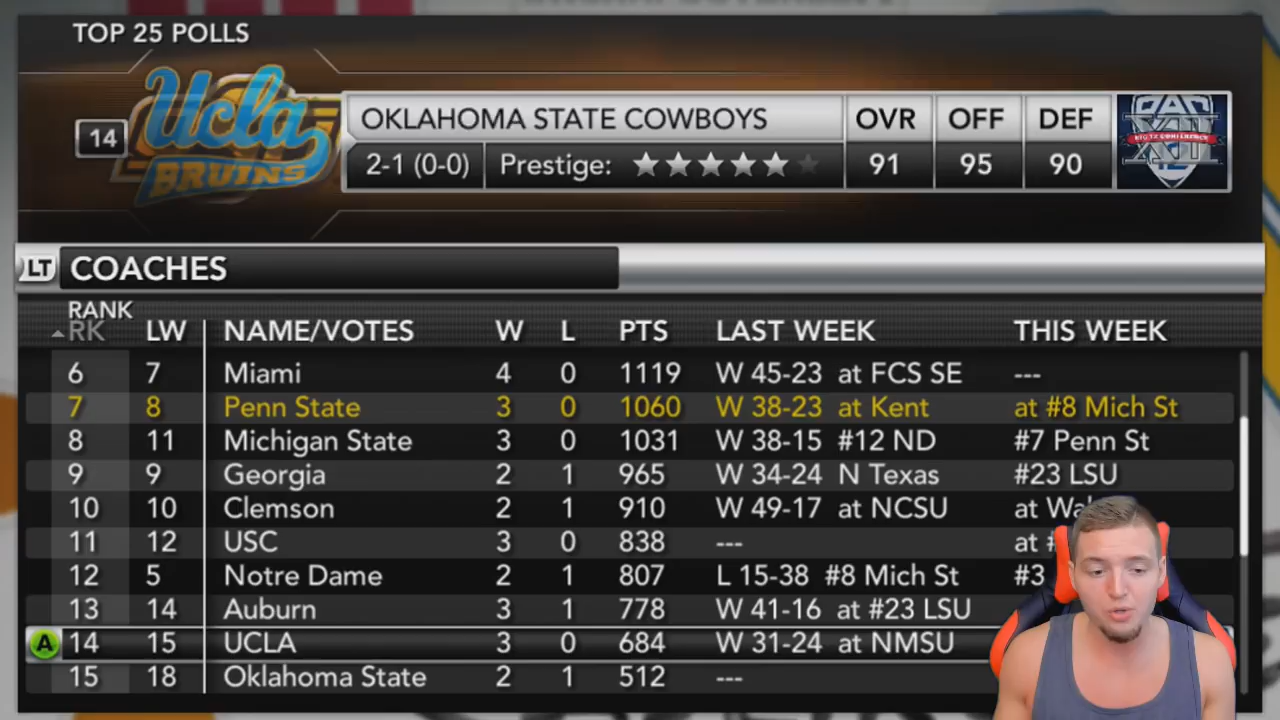 TOP 25 POLLS
14
Ucla
BRUINS
OKLAHOMA STATE COWBOYS OVR OFF DEF
2-1 (0-0) Prestige: 91 95 90
LT COACHES
RANK
RK LW NAME/VOTES W L PTS LAST WEEK THIS WEEK
6 7 Miami 4 0 1119 W 45-23 at FCS SE ---
7 8 Penn State 3 0 1060 W 38-23 at Kent at #8 Mich St
8 11 Michigan State 3 0 1031 W 38-15 #12 ND #7 Penn St
9 9 Georgia 2 1 965 W 34-24 N Texas #23 LSU
10 10 Clemson 2 1 910 W 49-17 at NCSU at
11 12 USC 3 0 838 --- at
12 5 Notre Dame 2 1 807 L 15-38 #8 Mich St #3
13 14 Auburn 3 1 778 W 41-16 at #23 LSU
A 14 15 UCLA 3 0 684 W 31-24 at NMSU
15 18 Oklahoma State 2 1 512 ---